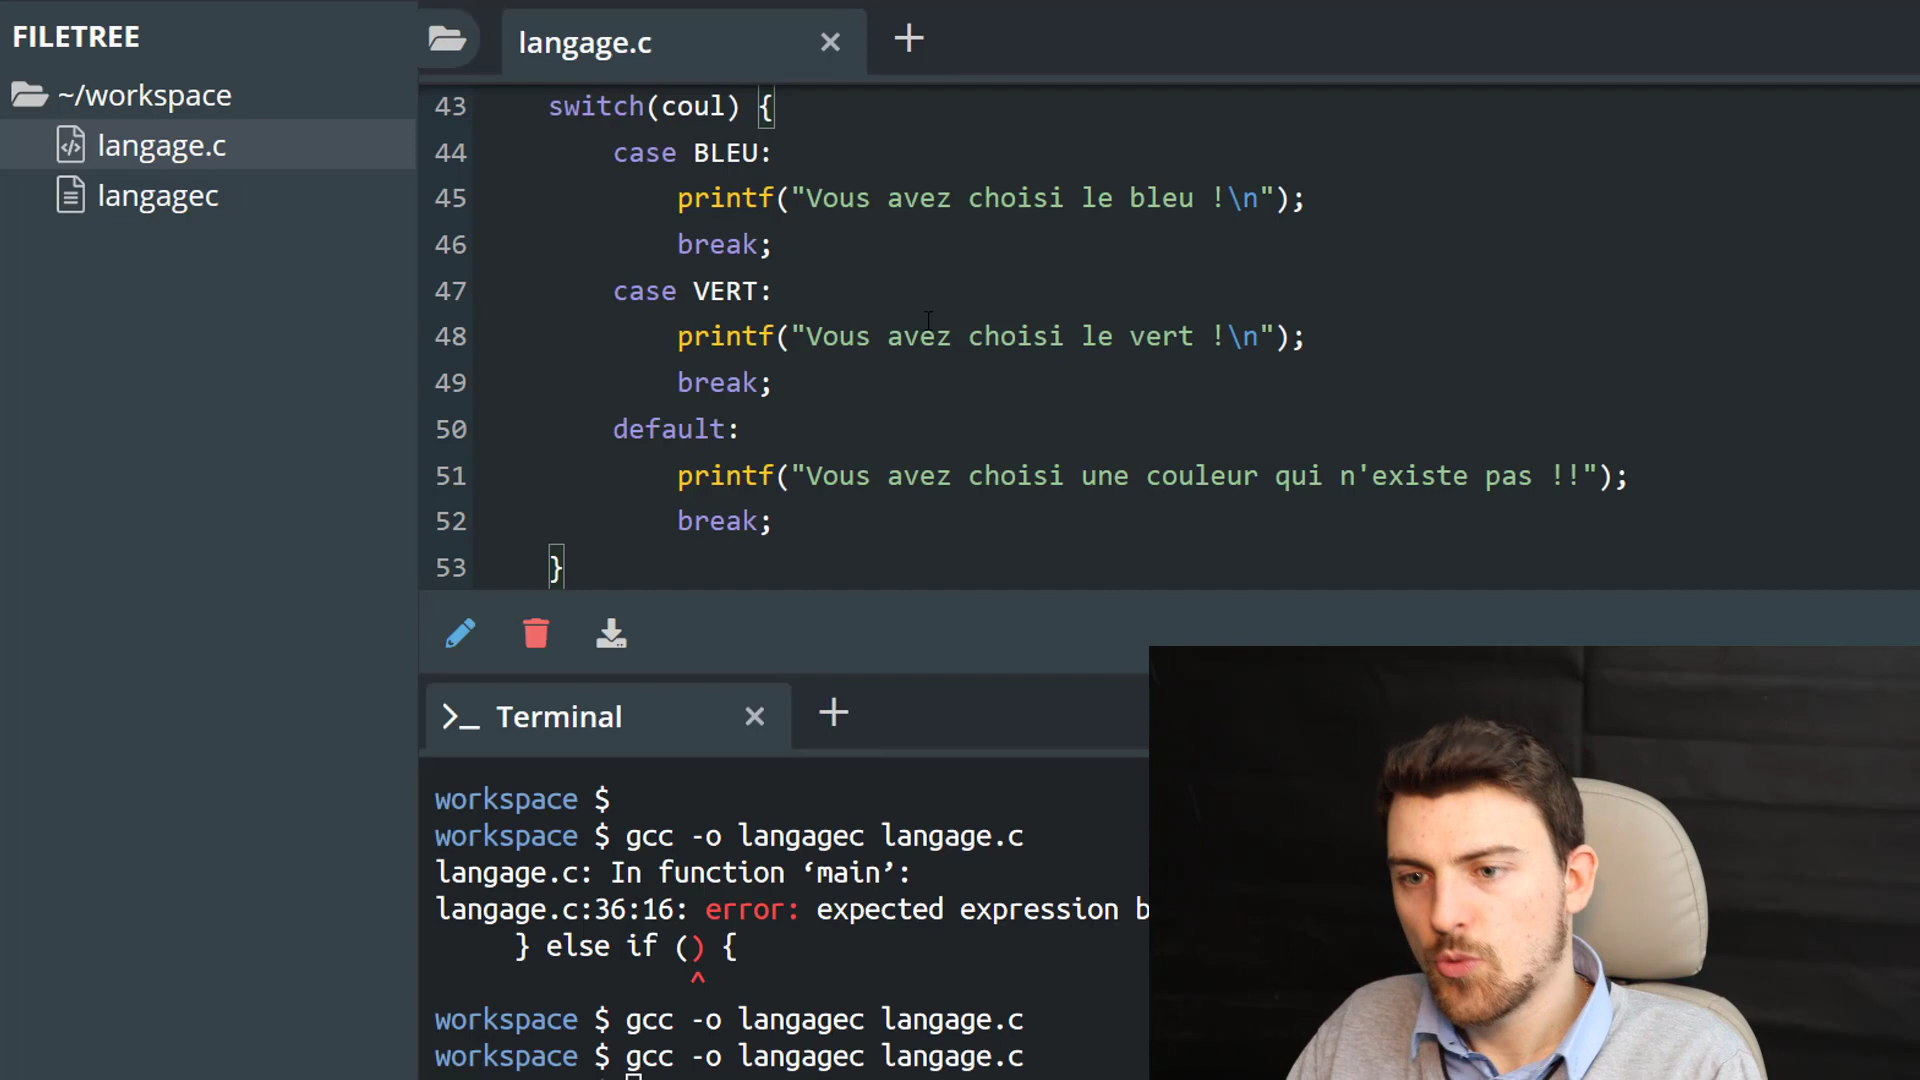 FILETREE
~/workspace
langage.c
langagec
langage.c
43 switch(coul) {
44 case BLEU:
45 printf("Vous avez choisi le bleu !\n");
46 break;
47 case VERT:
48 printf("Vous avez choisi le vert !\n");
49 break;
50 default:
51 printf("Vous avez choisi une couleur qui n'existe pas !!");
52 break;
53 }
Terminal
workspace $
workspace $ gcc -o langagec langage.c
langage.c: In function ‘main’:
langage.c:36:16: error: expected expression b
} else if () {
^
workspace $ gcc -o langagec langage.c
workspace $ gcc -o langagec langage.c